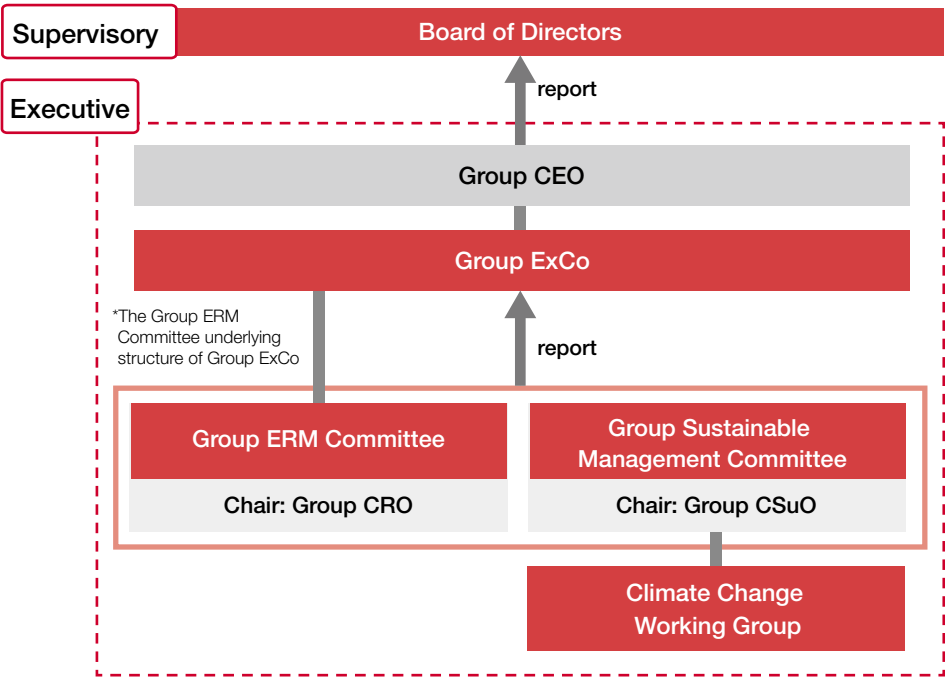 Supervisory
Board of Directors
report
Executive
Group CEO
Group ExCo
*The Group ERM
Committee underlying
structure of Group ExCo
report
Group ERM Committee
Chair: Group CRO
Group Sustainable
Management Committee
Chair: Group CSuO
Climate Change
Working Group